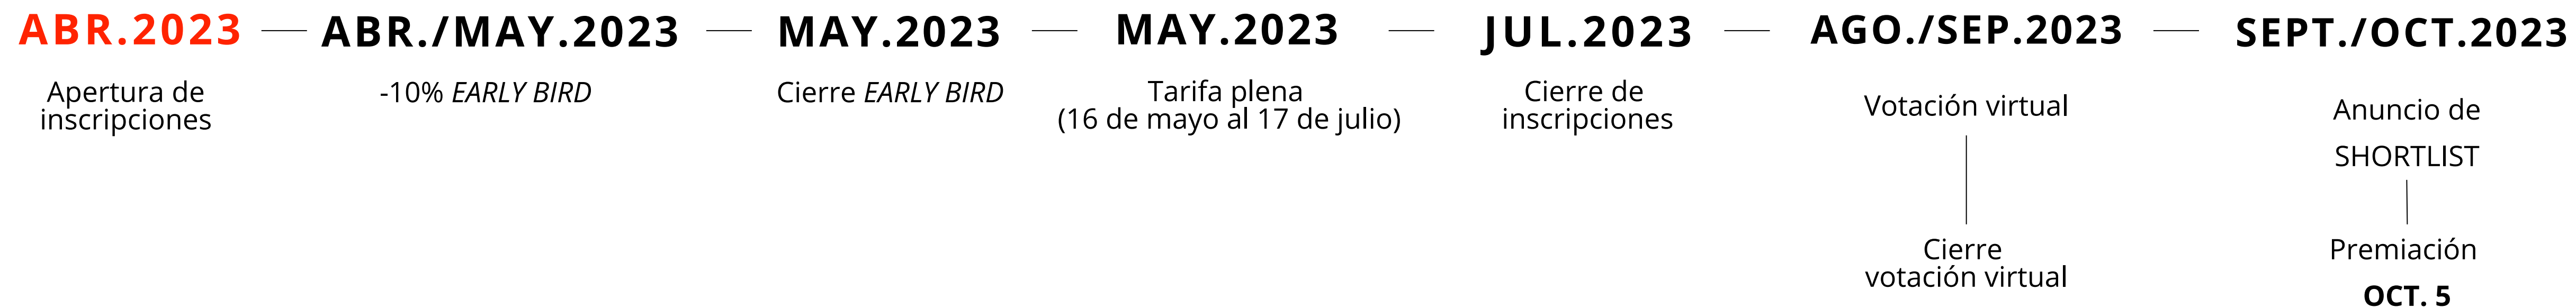 ABR.2023
Apertura de
inscripciones
ABR./MAY.2023
-10% EARLY BIRD
MAY.2023
Cierre EARLY BIRD
MAY.2023
Tarifa plena
(16 de mayo al 17 de julio)
JUL.2023
Cierre de
inscripciones
AGO./SEP.2023
Votación virtual
Cierre
votación virtual
SEPT./OCT.2023
Anuncio de
SHORTLIST
Premiación
OCT. 5